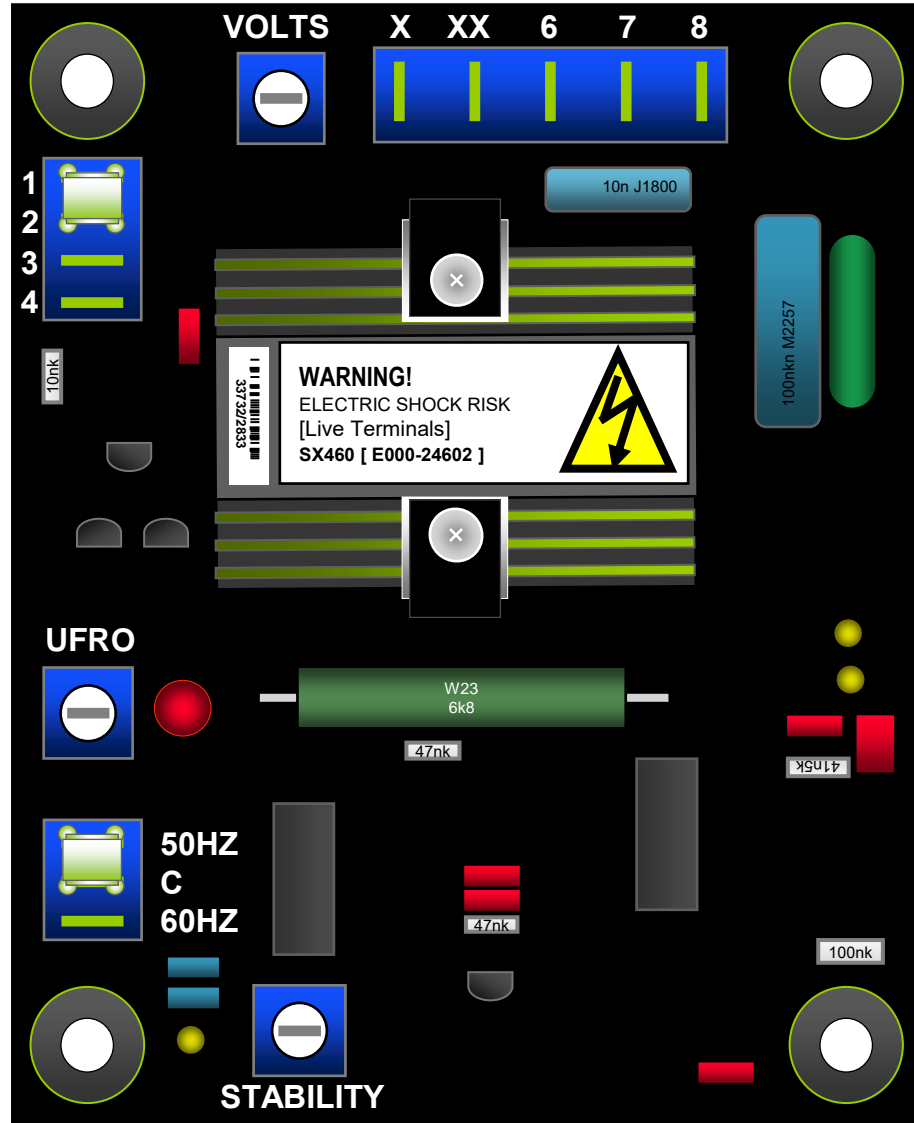 VOLTS
X XX 6 7 8
1
2
3
4
10n J1800
100nkn M2257
10nk
33732/2833
WARNING!
ELECTRIC SHOCK RISK
[Live Terminals]
SX460 [ E000-24602 ]
UFRO
W23
6k8
47nk
41n5k
50HZ
C
60HZ
47nk
100nk
STABILITY